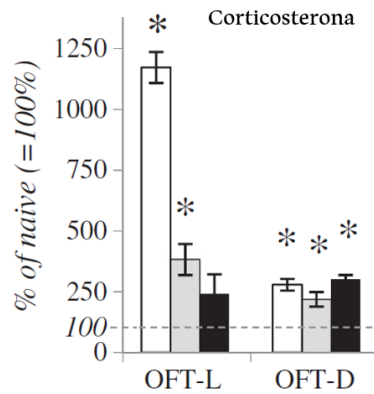 Corticosterona
% of naive (=100%)
1250
1000
750
500
250
100
0
* * * * *
OFT-L OFT-D